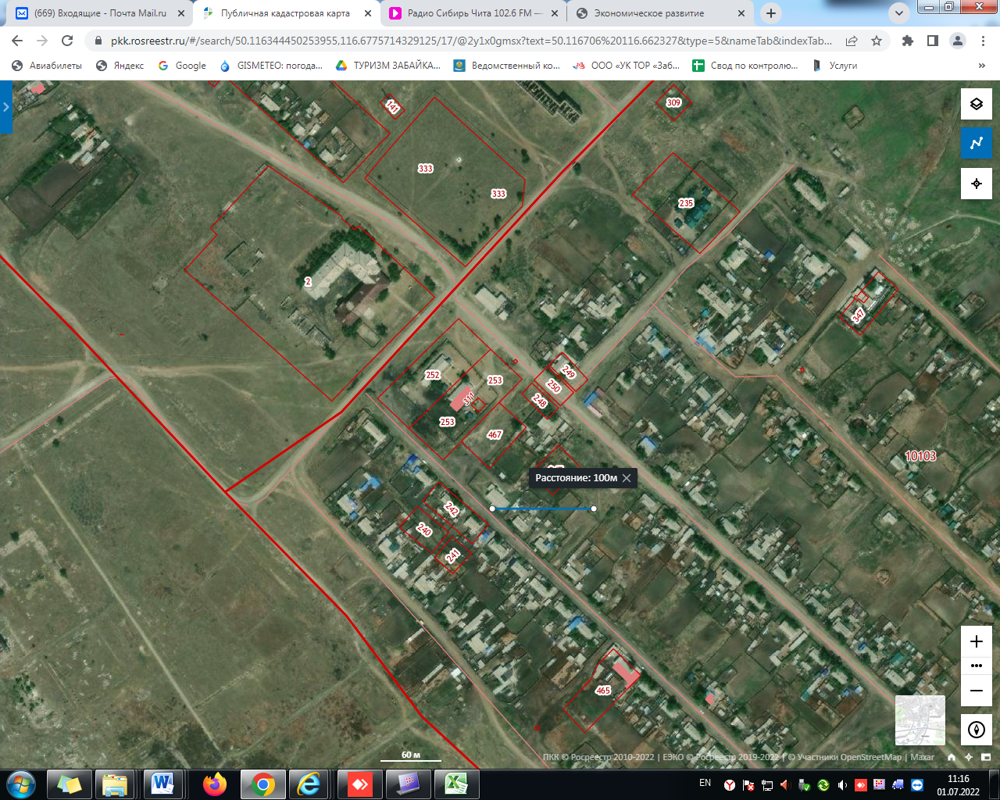 (669) Входящие - Почта Mail.ru
Публичная кадастровая карта
Радио Сибирь Чита 102.6 FM —
Экономическое развитие
pkk.rosreestr.ru/#/search/50.116344450253955,116.6775714329125/17/@2y1x0gmsx?text=50.116706%20116.662327&type=5&nameTab&indexTab...
Авиабилеты
Яндекс
Google
GISMETEO: погода...
ТУРИЗМ ЗАБАЙКА...
Ведомственный ко...
ООО «УК ТОР «Заб...
Свод по контролю...
Услуги
»
141
309
333
333
235
2
347
252
253
249
250
248
311
253
467
10103
Расстояние: 100м
242
240
241
465
60 м
ПКК © Росреестр 2010-2022 | ЕЭКО © Росреестр 2019-2022 | © Участники OpenStreetMap | Maxar
EN
11:16
01.07.2022